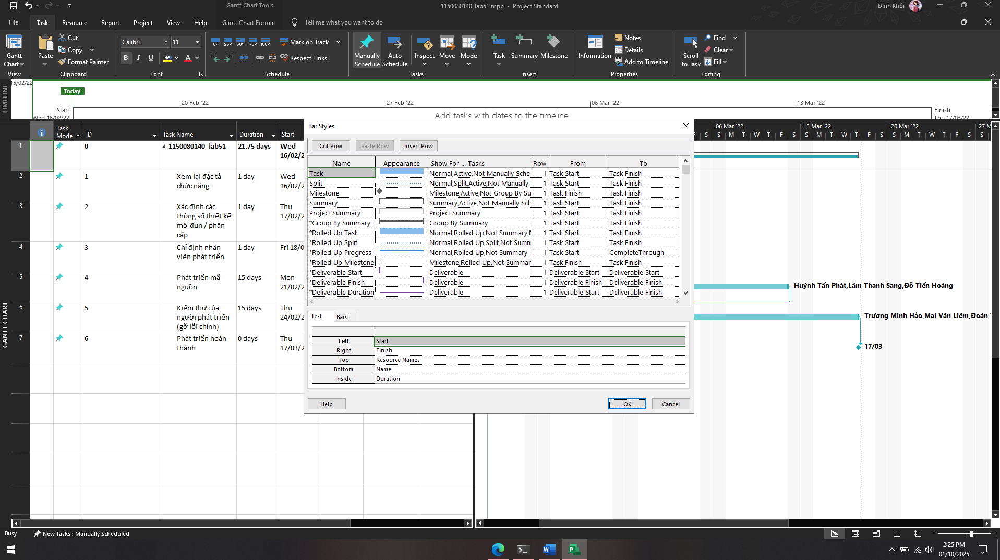 Gantt Chart Tools
1150080140_lab51.mpp - Project Standard
Đinh Khôi
File
Task
Resource
Report
Project
View
Help
Gantt Chart Format
Tell me what you want to do
Gantt
Chart
View
Paste
Cut
Copy
Format Painter
Clipboard
Calibri
11
B I U
A
Font
0%
25%
50%
75%
100%
Mark on Track
Respect Links
Schedule
Manually
Schedule
Auto
Schedule
Inspect
Move
Mode
Tasks
Task
Summary
Milestone
Insert
Information
Notes
Details
Add to Timeline
Properties
Scroll
to Task
Find
Clear
Fill
Editing
TIMELINE
15/02/22
Today
20 Feb '22
27 Feb '22
06 Mar '22
13 Mar '22
Start
Wed 16/02/22
Add tasks with dates to the timeline
Finish
Thu 17/03/22
GANTT CHART
Task
Mode
ID
Task Name
Duration
Start
1
0
1150080140_lab51
21.75 days
Wed
16/02/2
2
1
Xem lại đặc tả
chức năng
1 day
Wed
16/02/2
3
2
Xác định các
thông số thiết kế
mô-đun / phân
cấp
1 day
Thu
17/02/2
4
3
Chỉ định nhân
viên phát triển
1 day
Fri 18/0
5
4
Phát triển mã
nguồn
15 days
Mon
21/02/2
6
5
Kiểm thử của
người phát triển
(gỡ lỗi chính)
15 days
Thu
24/02/2
7
6
Phát triển hoàn
thành
0 days
Thu
17/03/2
06 Mar '22
13 Mar '22
20 Mar '22
27 M
S S M T W T F S S M T W T F S S M T W T F S S
Huỳnh Tấn Phát,Lâm Thanh Sang,Đỗ Tiến Hoàng
Trương Minh Hảo,Mai Văn Liêm,Đoàn
17/03
Bar Styles
Cut Row
Paste Row
Insert Row
Name Appearance Show For ... Tasks Row From To
Task Normal,Active,Not Manually Sche 1 Task Start Task Finish
Split Normal,Split,Active,Not Manually 1 Task Start Task Finish
Milestone Milestone,Active,Not Group By Su 1 Task Finish Task Finish
Summary Summary,Active,Not Manually Sch 1 Task Start Task Finish
Project Summary Project Summary 1 Task Start Task Finish
*Group By Summary Group By Summary 1 Task Start Task Finish
*Rolled Up Task Normal,Rolled Up,Not Summary,M 1 Task Start Task Finish
*Rolled Up Split Normal,Rolled Up,Split,Not Summ 1 Task Start Task Finish
*Rolled Up Progress Normal,Rolled Up,Not Summary 1 Task Start CompleteThrough
*Rolled Up Milestone Milestone,Rolled Up,Not Summar 1 Task Finish Task Finish
*Deliverable Start Deliverable 1 Deliverable Start Deliverable Start
*Deliverable Finish Deliverable 1 Deliverable Finish Deliverable Finish
*Deliverable Duration Deliverable 1 Deliverable Start Deliverable Finish
Text
Bars
Left Start
Right Finish
Top Resource Names
Bottom Name
Inside Duration
Help
OK
Cancel
Busy
New Tasks : Manually Scheduled
2:25 PM
01/10/2025